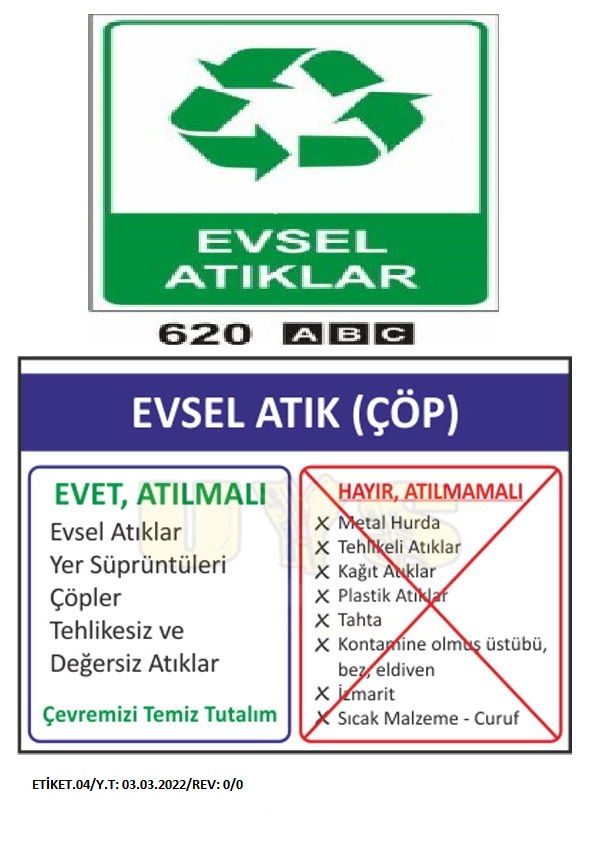 EVSEL
ATIKLAR
620 A B C
EVSEL ATIK (ÇÖP)
EVET, ATILMALI
Evsel Atıklar
Yer Süprüntüleri
Çöpler
Tehlikesiz ve
Değersiz Atıklar
Çevremizi Temiz Tutalım
HAYIR, ATILMAMALI
X Metal Hurda
X Tehlikeli Atıklar
X Kağıt Atıklar
X Plastik Atıklar
X Tahta
X Kontamine olmuş üstübü,
bez, eldiven
X İzmarit
X Sıcak Malzeme - Curuf
ETİKET.04/Y.T: 03.03.2022/REV: 0/0